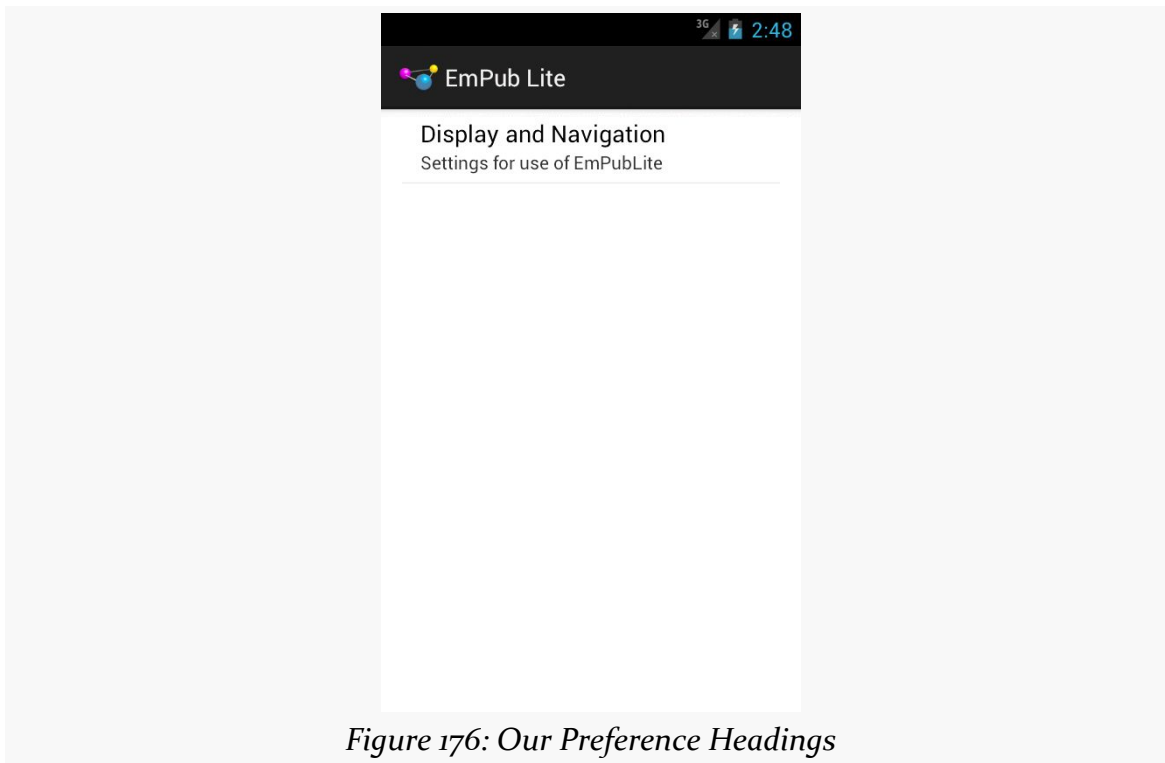 3G 2:48
EmPub Lite
Display and Navigation
Settings for use of EmPubLite
Figure 176: Our Preference Headings